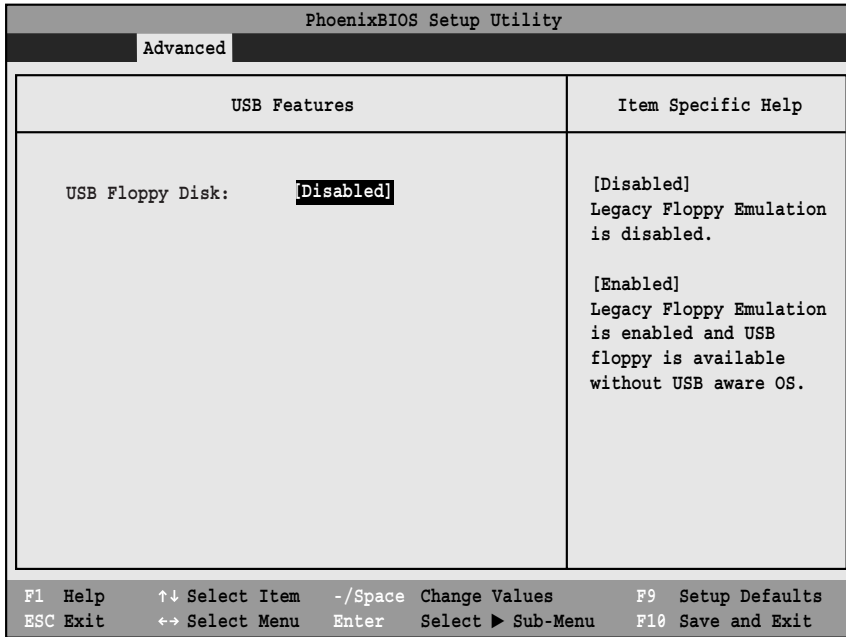 PhoenixBIOS Setup Utility
Advanced
USB Features
Item Specific Help
USB Floppy Disk: [Disabled]
[Disabled]
Legacy Floppy Emulation
is disabled.
[Enabled]
Legacy Floppy Emulation
is enabled and USB
floppy is available
without USB aware OS.
F1 Help ↑↓ Select Item -/Space Change Values F9 Setup Defaults
ESC Exit ←→ Select Menu Enter Select ▶ Sub-Menu F10 Save and Exit